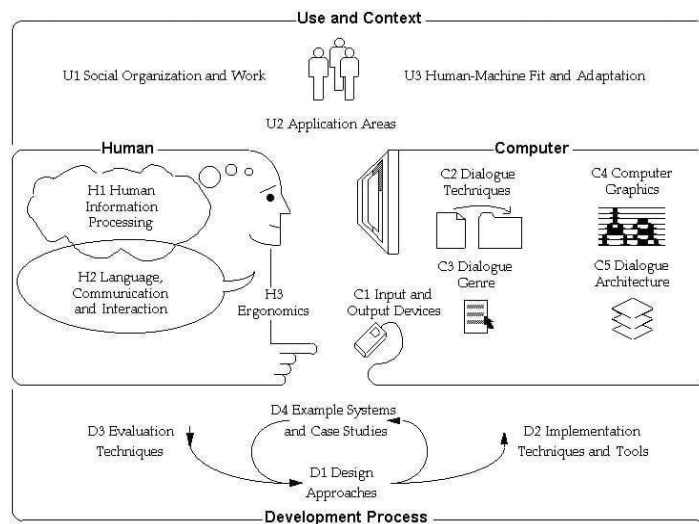 Use and Context
U1 Social Organization and Work
U3 Human-Machine Fit and Adaptation
U2 Application Areas
Human
Computer
H1 Human
Information
Processing
H2 Language,
Communication
and Interaction
H3
Ergonomics
C2 Dialogue
Techniques
C4 Computer
Graphics
C3 Dialogue
Genre
C5 Dialogue
Architecture
C1 Input and
Output Devices
D4 Example Systems
and Case Studies
D3 Evaluation
Techniques
D2 Implementation
Techniques and Tools
D1 Design
Approaches
Development Process